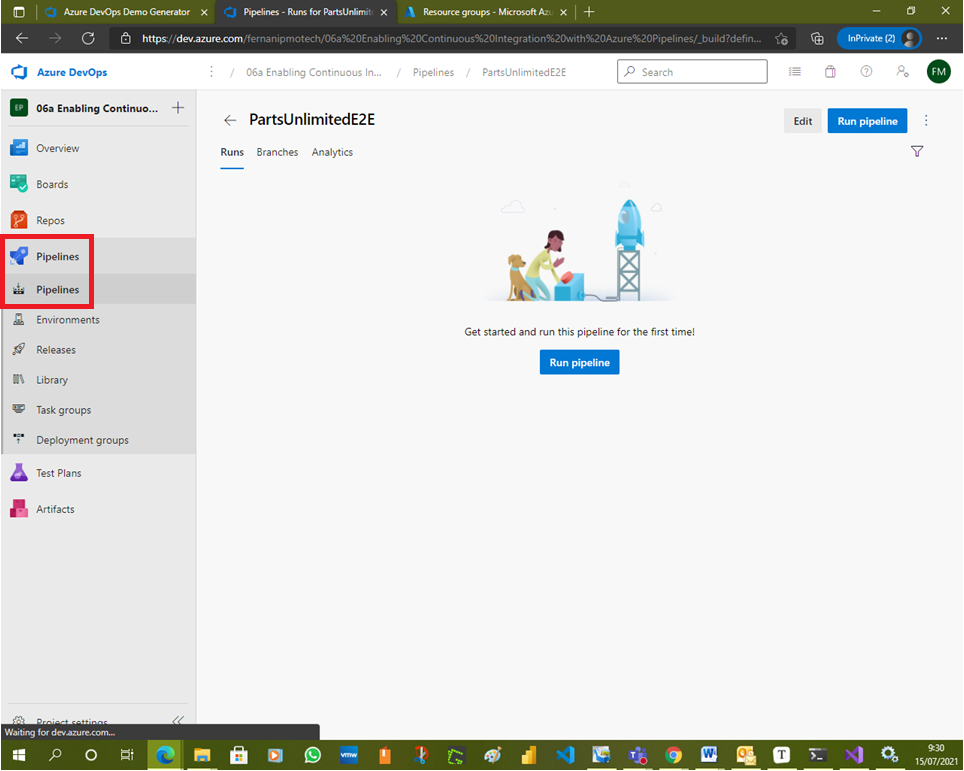 Azure DevOps Demo Generator
Pipelines - Runs for PartsUnlimite
Resource groups - Microsoft Azu
https://dev.azure.com/fernanipmotech/06a%20Enabling%20Continuous%20Integration%20with%20Azure%20Pipelines/_build?defin...
InPrivate (2)
Azure DevOps
/ 06a Enabling Continuous In... / Pipelines / PartsUnlimitedE2E
Search
FM
EP
06a Enabling Continuo...
PartsUnlimitedE2E
Edit
Run pipeline
Runs
Branches
Analytics
Overview
Boards
Repos
Pipelines
Pipelines
Environments
Releases
Library
Task groups
Deployment groups
Test Plans
Artifacts
Get started and run this pipeline for the first time!
Run pipeline
Project settings
Waiting for dev.azure.com...
vmw
T
9:30
15/07/2021